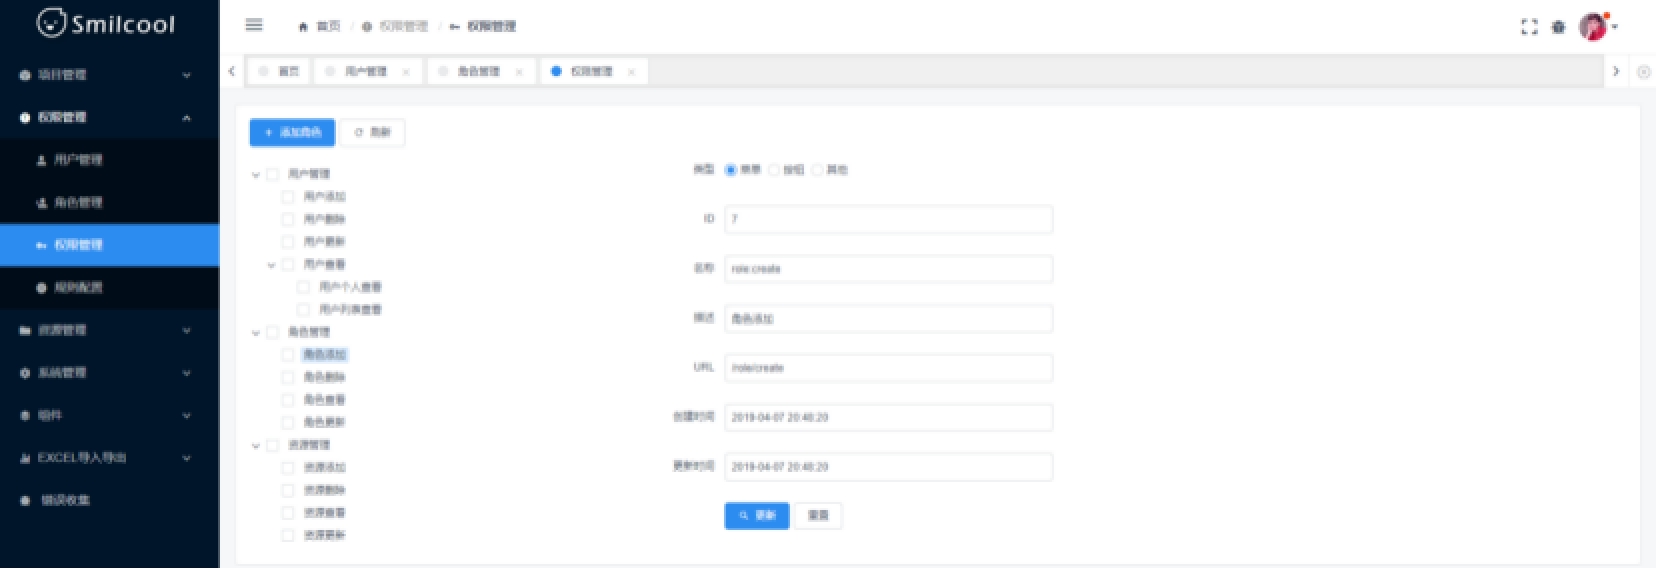 Smilcool
首页 / 权限管理 / 权限管理
项目管理
权限管理
用户管理
角色管理
权限管理
规则配置
资源管理
系统管理
组件
EXCEL导入导出
错误收集
首页 用户管理 × 角色管理 × 权限管理 ×
+ 添加角色 刷新
用户管理
用户添加
用户删除
用户更新
用户查看
用户个人查看
用户列表查看
角色管理
角色添加
角色删除
角色查看
角色更新
资源管理
资源添加
资源删除
资源查看
资源更新
类型 菜单 按钮 其他
ID 7
名称 role:create
描述 角色添加
URL /role/create
创建时间 2019-04-07 20:48:20
更新时间 2019-04-07 20:48:20
更新 重置